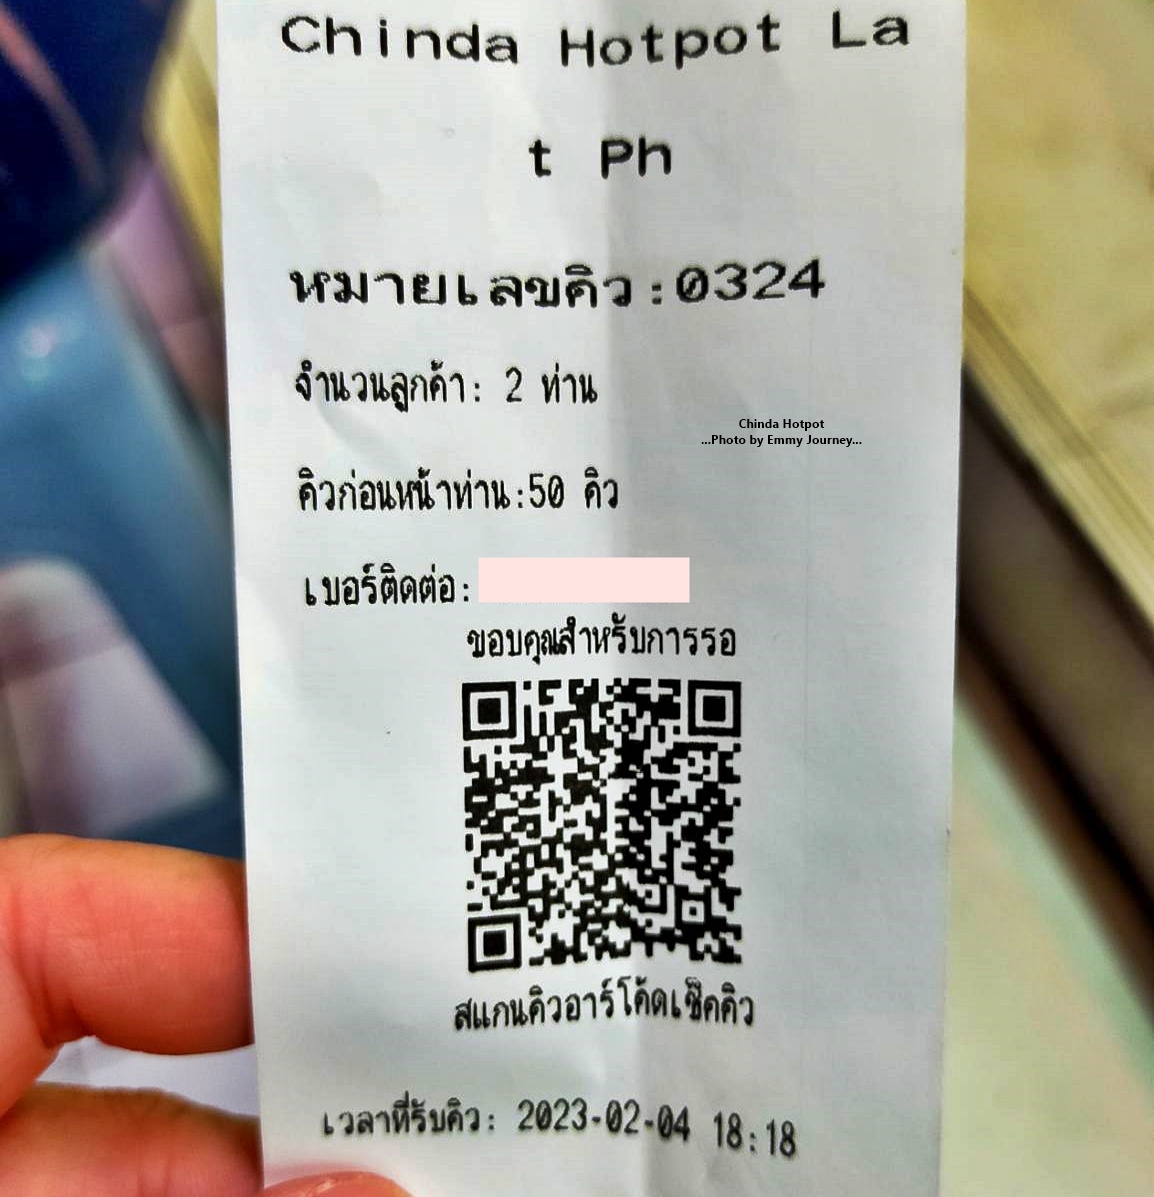 Chinda Hotpot La
t Ph
หมายเลขคิว:0324
จำนวนลูกค้า: 2 ท่าน
Chinda Hotpot
...Photo by Emmy Journey...
คิวก่อนหน้าท่าน:50 คิว
เบอร์ติดต่อ:
ขอบคุณสำหรับการรอ
สแกนคิวอาร์โค้ดเช็คคิว
เวลาที่รับคิว: 2023-02-04 18:18